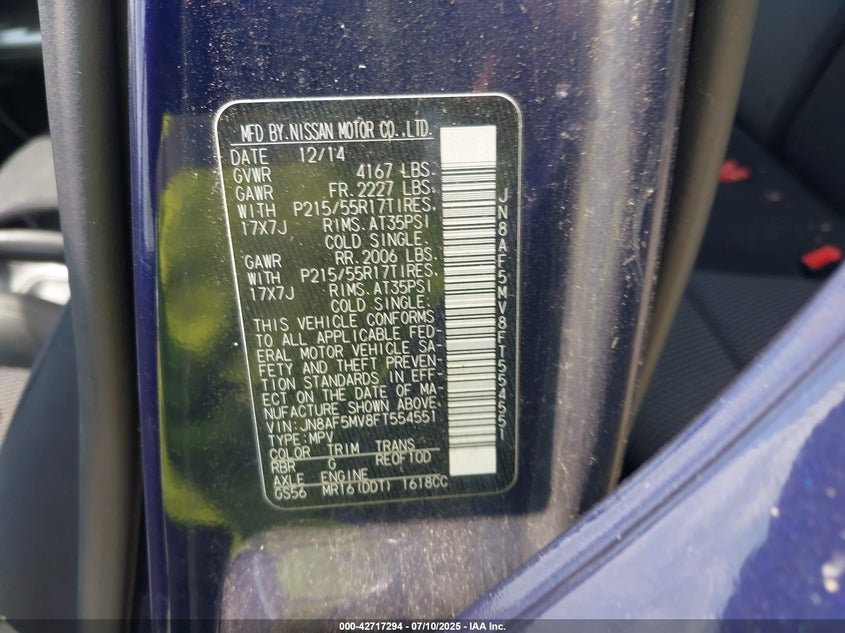 MFD BY. NISSAN MOTOR CO.,LTD.
DATE 12/14
GVWR 4167 LBS.
GAWR FR. 2227 LBS.
WITH P215/55R17TIRES.
17X7J RIMS. AT35PSI
COLD SINGLE.
GAWR RR. 2006 LBS.
WITH P215/55R17TIRES.
17X7J RIMS. AT35PSI
COLD SINGLE.
THIS VEHICLE CONFORMS
TO ALL APPLICABLE FED-
ERAL MOTOR VEHICLE SA-
FETY AND THEFT PREVEN-
TION STANDARDS IN EFF-
ECT ON THE DATE OF MA-
NUFACTURE SHOWN ABOVE.
VIN:JN8AF5MV8FT554551
TYPE:MPV
COLOR TRIM TRANS
RBR G RE0F10D
AXLE ENGINE
GS56 MR16(DDT) 1618CC
JN8AF5MV8FT554551
000-42717294 - 07/10/2025 - IAA Inc.